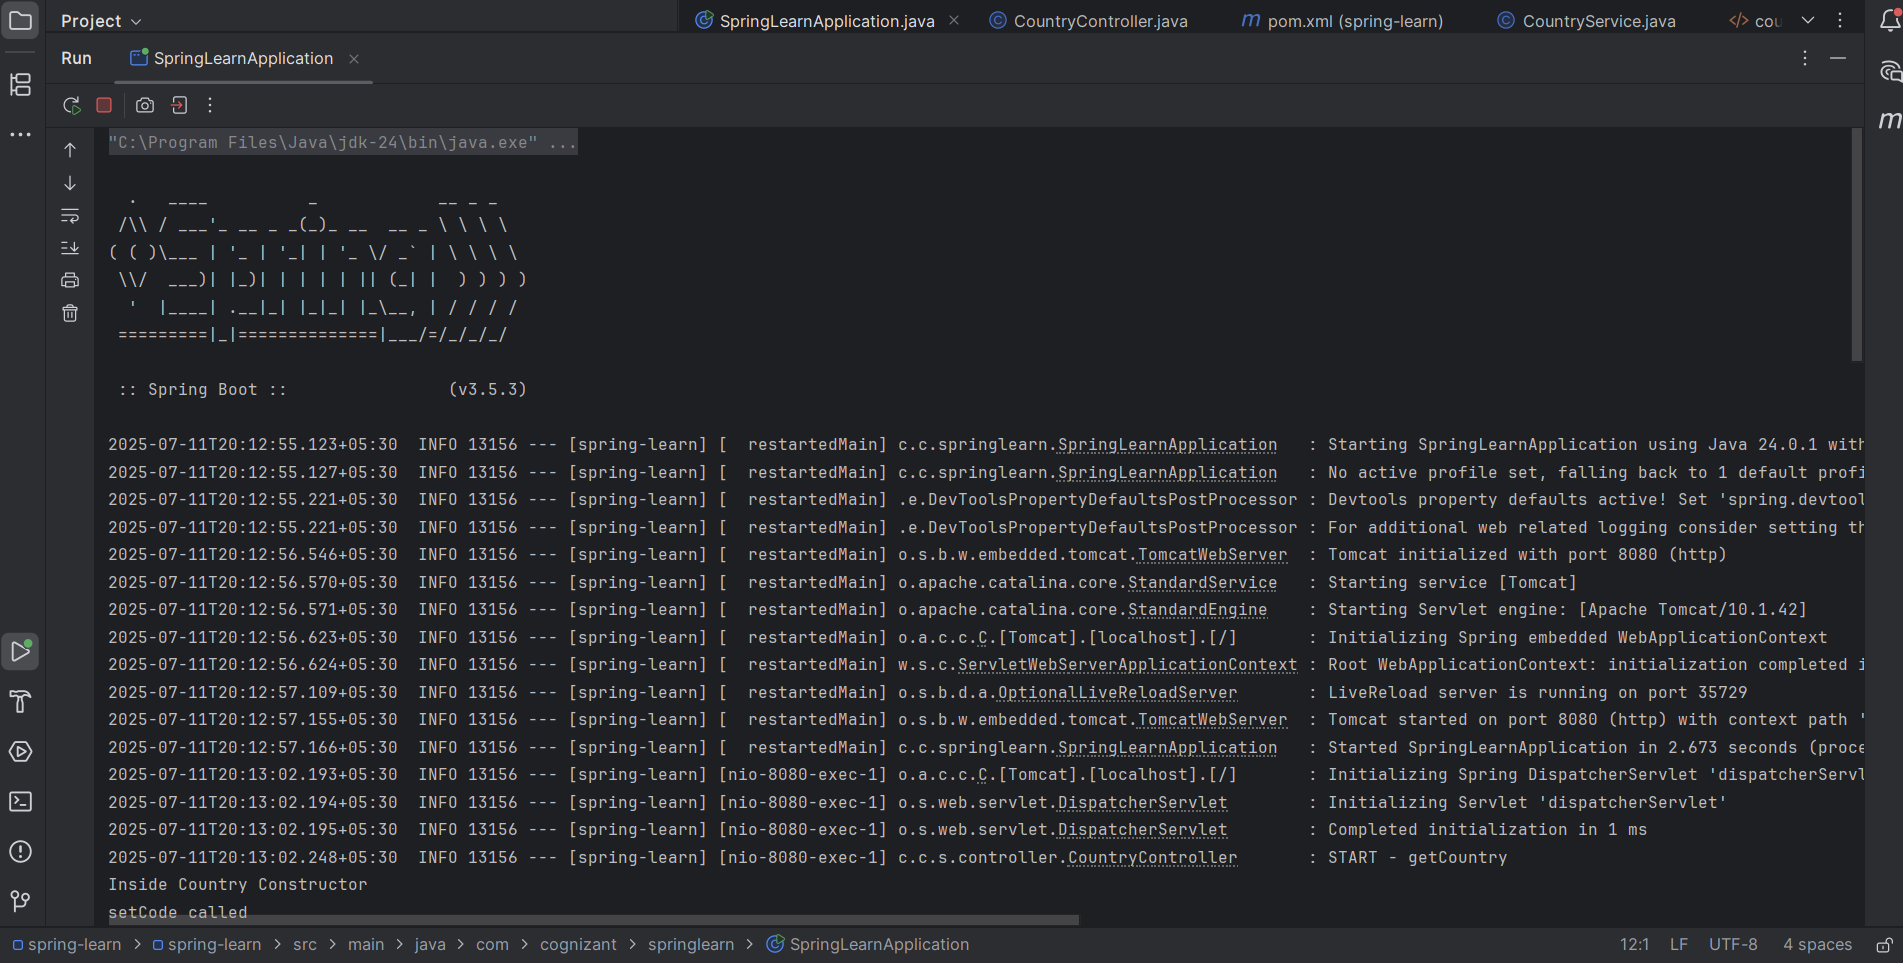 Project
SpringLearnApplication.java
CountryController.java
pom.xml (spring-learn)
CountryService.java
cou
Run
SpringLearnApplication
"C:\Program Files\Java\jdk-24\bin\java.exe" ...
  .   ____          _            __ _ _
 /\\ / ___'_ __ _ _(_)_ __  __ _ \ \ \ \
( ( )\___ | '_ | '_| | '_ \/ _` | \ \ \ \
 \\/  ___)| |_)| | | | | || (_| |  ) ) ) )
  '  |____| .__|_| |_|_| |_\__, | / / / /
 =========|_|==============|___/=/_/_/_/
 :: Spring Boot ::                (v3.5.3)
2025-07-11T20:12:55.123+05:30  INFO 13156 --- [spring-learn] [  restartedMain] c.c.springlearn.SpringLearnApplication   : Starting SpringLearnApplication using Java 24.0.1 with
2025-07-11T20:12:55.127+05:30  INFO 13156 --- [spring-learn] [  restartedMain] c.c.springlearn.SpringLearnApplication   : No active profile set, falling back to 1 default profi
2025-07-11T20:12:55.221+05:30  INFO 13156 --- [spring-learn] [  restartedMain] .e.DevToolsPropertyDefaultsPostProcessor : Devtools property defaults active! Set 'spring.devtool
2025-07-11T20:12:55.221+05:30  INFO 13156 --- [spring-learn] [  restartedMain] .e.DevToolsPropertyDefaultsPostProcessor : For additional web related logging consider setting th
2025-07-11T20:12:56.546+05:30  INFO 13156 --- [spring-learn] [  restartedMain] o.s.b.w.embedded.tomcat.TomcatWebServer  : Tomcat initialized with port 8080 (http)
2025-07-11T20:12:56.570+05:30  INFO 13156 --- [spring-learn] [  restartedMain] o.apache.catalina.core.StandardService   : Starting service [Tomcat]
2025-07-11T20:12:56.571+05:30  INFO 13156 --- [spring-learn] [  restartedMain] o.apache.catalina.core.StandardEngine    : Starting Servlet engine: [Apache Tomcat/10.1.42]
2025-07-11T20:12:56.623+05:30  INFO 13156 --- [spring-learn] [  restartedMain] o.a.c.c.C.[Tomcat].[localhost].[/]       : Initializing Spring embedded WebApplicationContext
2025-07-11T20:12:56.624+05:30  INFO 13156 --- [spring-learn] [  restartedMain] w.s.c.ServletWebServerApplicationContext : Root WebApplicationContext: initialization completed i
2025-07-11T20:12:57.109+05:30  INFO 13156 --- [spring-learn] [  restartedMain] o.s.b.d.a.OptionalLiveReloadServer       : LiveReload server is running on port 35729
2025-07-11T20:12:57.155+05:30  INFO 13156 --- [spring-learn] [  restartedMain] o.s.b.w.embedded.tomcat.TomcatWebServer  : Tomcat started on port 8080 (http) with context path '
2025-07-11T20:12:57.166+05:30  INFO 13156 --- [spring-learn] [  restartedMain] c.c.springlearn.SpringLearnApplication   : Started SpringLearnApplication in 2.673 seconds (proce
2025-07-11T20:13:02.193+05:30  INFO 13156 --- [spring-learn] [nio-8080-exec-1] o.a.c.c.C.[Tomcat].[localhost].[/]       : Initializing Spring DispatcherServlet 'dispatcherServl
2025-07-11T20:13:02.194+05:30  INFO 13156 --- [spring-learn] [nio-8080-exec-1] o.s.web.servlet.DispatcherServlet        : Initializing Servlet 'dispatcherServlet'
2025-07-11T20:13:02.195+05:30  INFO 13156 --- [spring-learn] [nio-8080-exec-1] o.s.web.servlet.DispatcherServlet        : Completed initialization in 1 ms
2025-07-11T20:13:02.248+05:30  INFO 13156 --- [spring-learn] [nio-8080-exec-1] c.c.s.controller.CountryController       : START - getCountry
Inside Country Constructor
setCode called
spring-learn > spring-learn > src > main > java > com > cognizant > springlearn > SpringLearnApplication
12:1 LF UTF-8 4 spaces